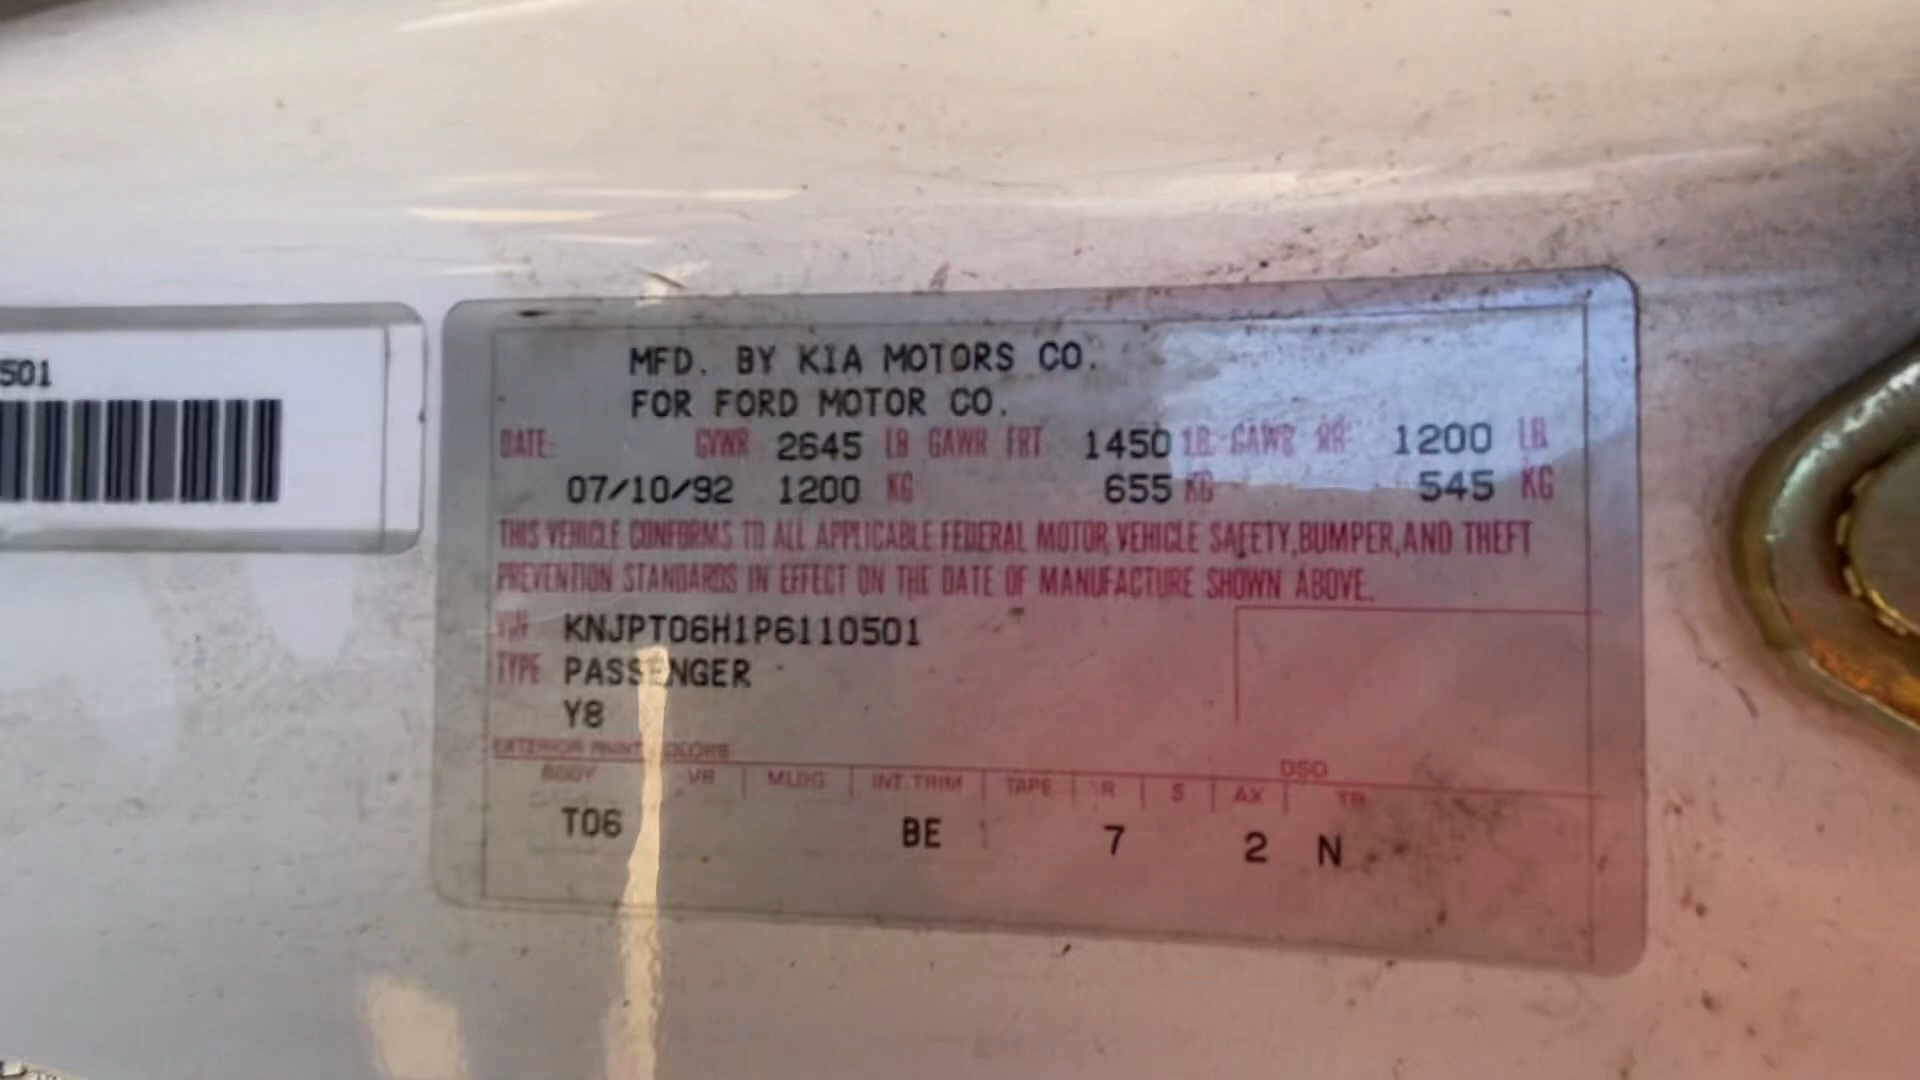 501
MFD. BY KIA MOTORS CO.
FOR FORD MOTOR CO.
DATE: GVWR 2645 LB GAWR FRT 1450 LB GAWR RR 1200 LB
07/10/92 1200 KG 655 KG 545 KG
THIS VEHICLE CONFORMS TO ALL APPLICABLE FEDERAL MOTOR VEHICLE SAFETY,BUMPER,AND THEFT
PREVENTION STANDARDS IN EFFECT ON THE DATE OF MANUFACTURE SHOWN ABOVE.
VIN KNJPT06H1P6110501
TYPE PASSENGER
Y8
EXTERIOR PAINT COLORS DSO
BODY VR MLDG INT.TRIM TAPE R S AX TR
T06 BE 7 2 N